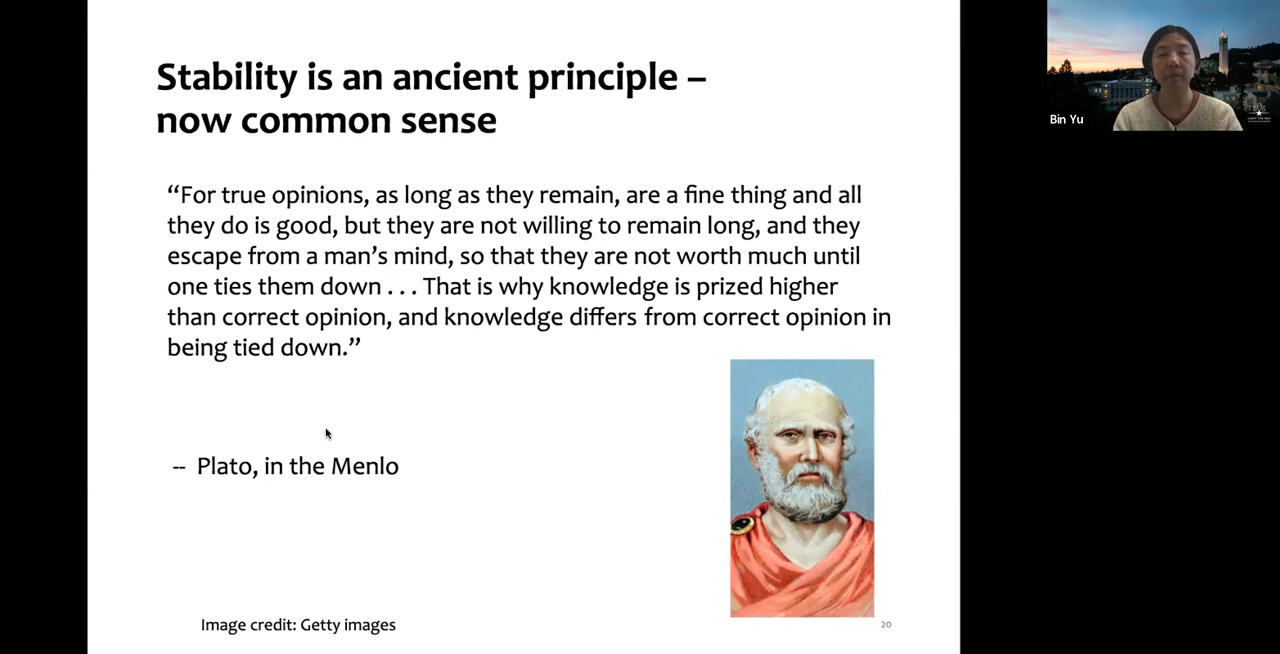 Stability is an ancient principle –
now common sense
“For true opinions, as long as they remain, are a fine thing and all
they do is good, but they are not willing to remain long, and they
escape from a man’s mind, so that they are not worth much until
one ties them down . . . That is why knowledge is prized higher
than correct opinion, and knowledge differs from correct opinion in
being tied down.”
-- Plato, in the Menlo
Image credit: Getty images
20
Bin Yu